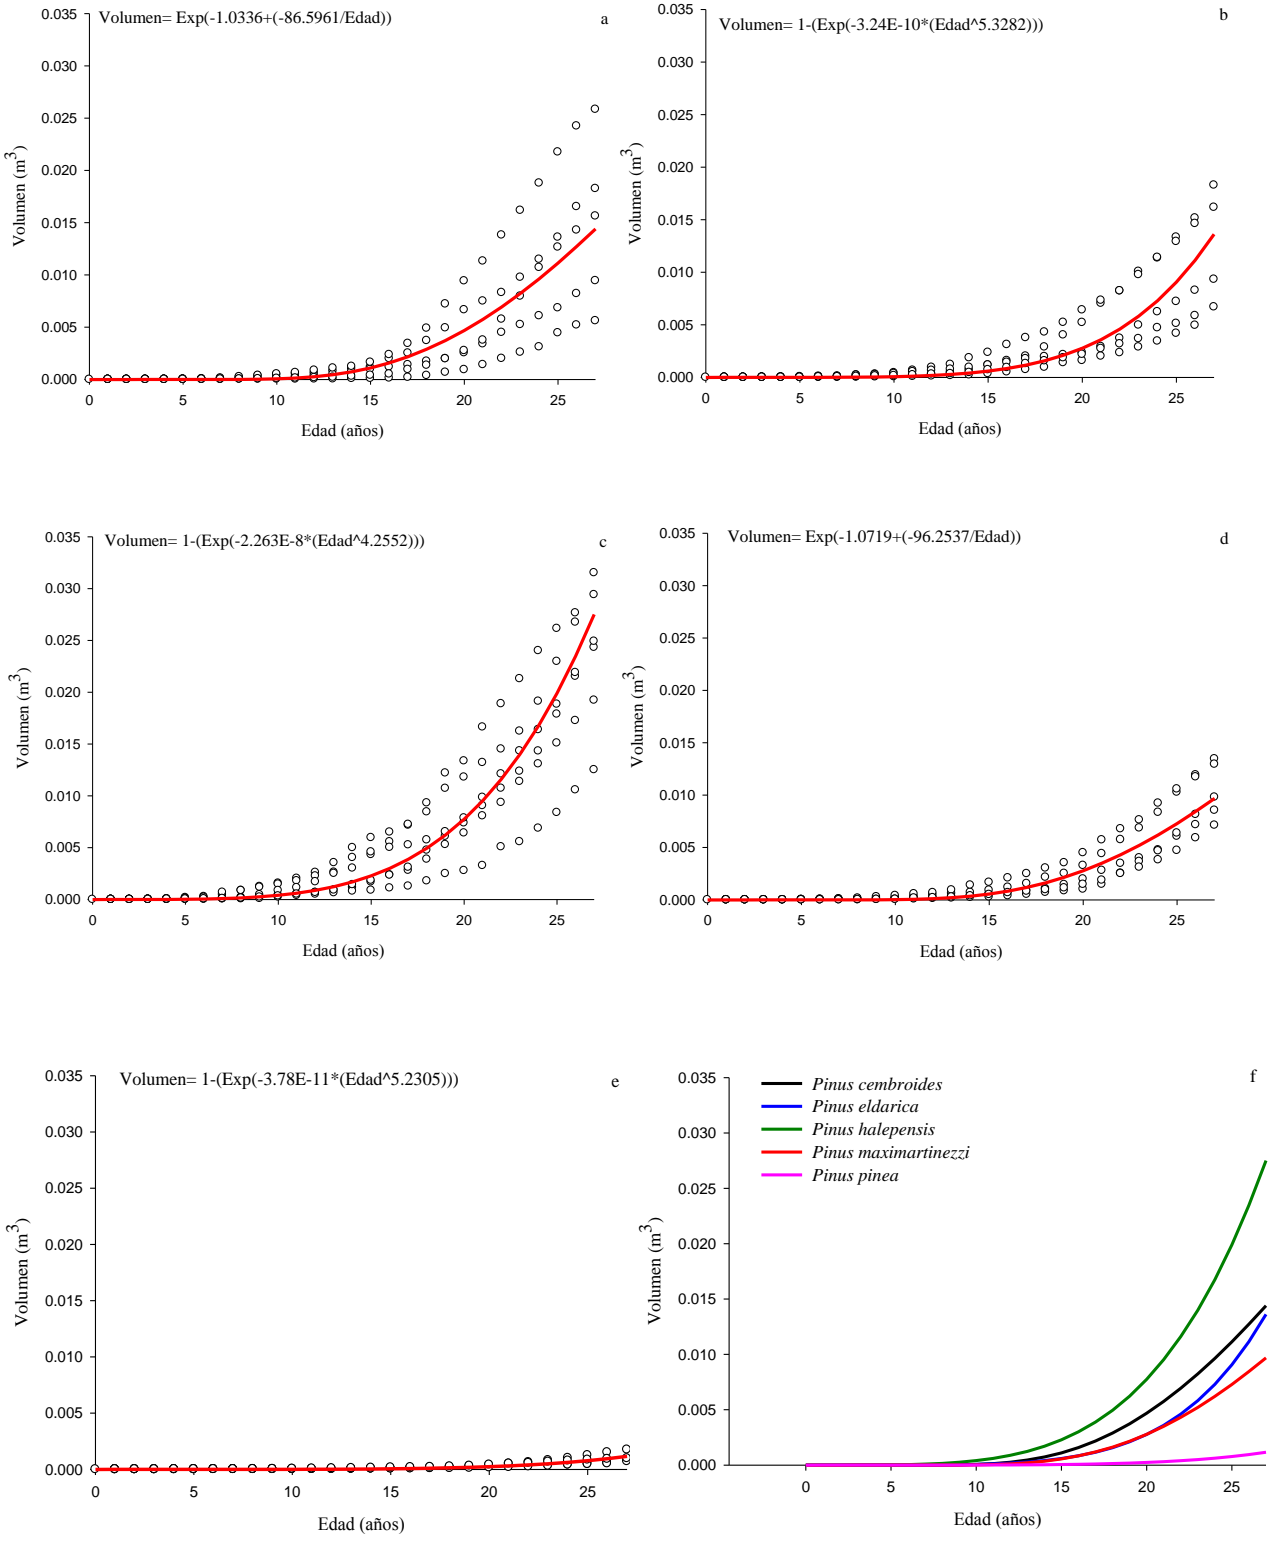 Volumen= Exp(-1.0336+(-86.5961/Edad))
a
0.035
0.030
0.025
0.020
0.015
0.010
0.005
0.000
Volumen (m3)
0 5 10 15 20 25
Edad (años)
Volumen= 1-(Exp(-3.24E-10*(Edad^5.3282)))
b
0.035
0.030
0.025
0.020
0.015
0.010
0.005
0.000
Volumen (m3)
0 5 10 15 20 25
Edad (años)
Volumen= 1-(Exp(-2.263E-8*(Edad^4.2552)))
c
0.035
0.030
0.025
0.020
0.015
0.010
0.005
0.000
Volumen (m3)
0 5 10 15 20 25
Edad (años)
Volumen= Exp(-1.0719+(-96.2537/Edad))
d
0.035
0.030
0.025
0.020
0.015
0.010
0.005
0.000
Volumen (m3)
0 5 10 15 20 25
Edad (años)
Volumen= 1-(Exp(-3.78E-11*(Edad^5.2305)))
e
0.035
0.030
0.025
0.020
0.015
0.010
0.005
0.000
Volumen (m3)
0 5 10 15 20 25
Edad (años)
f
Pinus cembroides
Pinus eldarica
Pinus halepensis
Pinus maximartinezzi
Pinus pinea
0.035
0.030
0.025
0.020
0.015
0.010
0.005
0.000
Volumen (m3)
0 5 10 15 20 25
Edad (años)